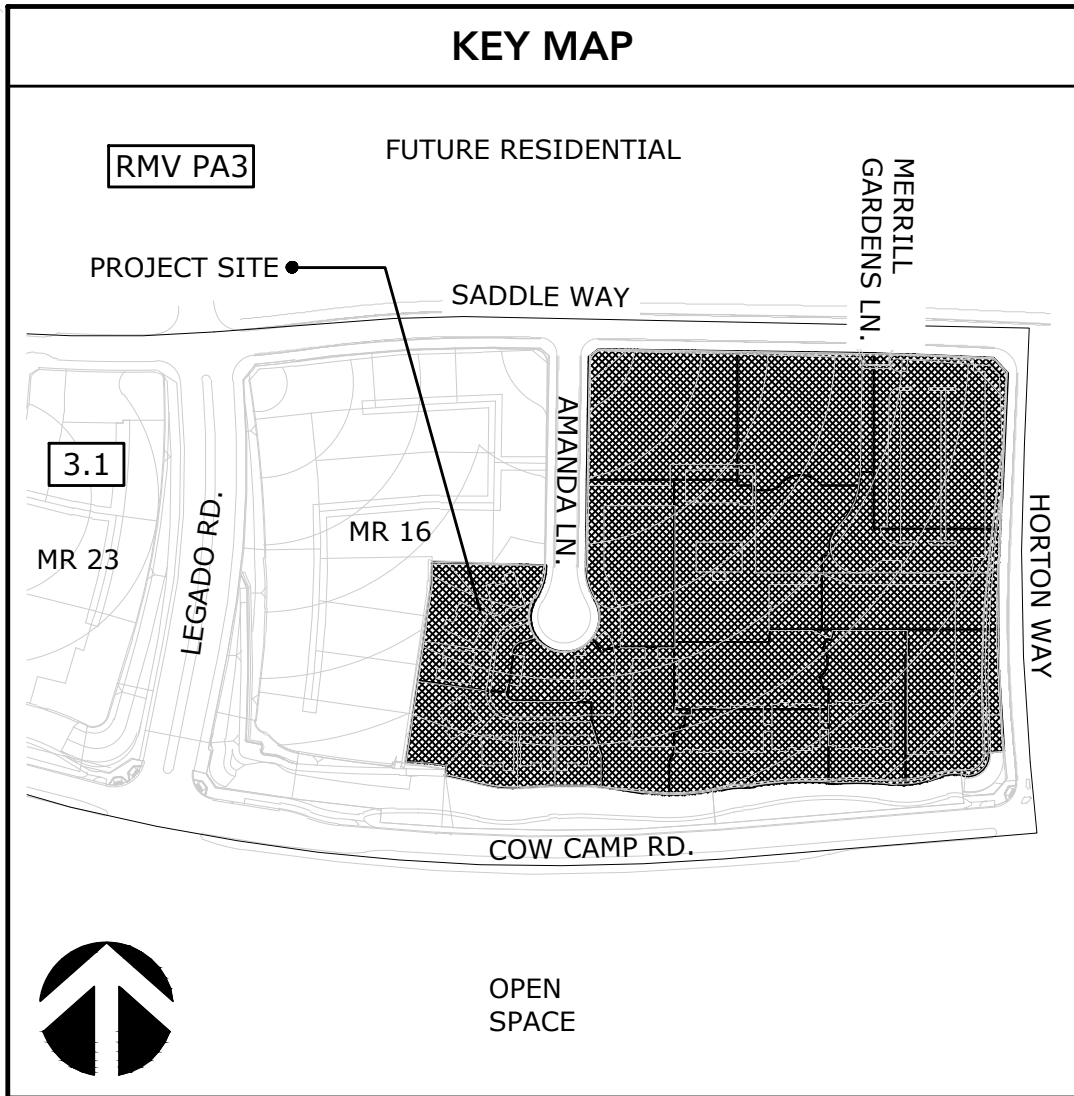 KEY MAP
RMV PA3
FUTURE RESIDENTIAL
MERRILL
GARDENS LN.
PROJECT SITE
SADDLE WAY
AMANDA LN.
3.1
MR 23
LEGADO RD.
MR 16
HORTON WAY
COW CAMP RD.
OPEN
SPACE